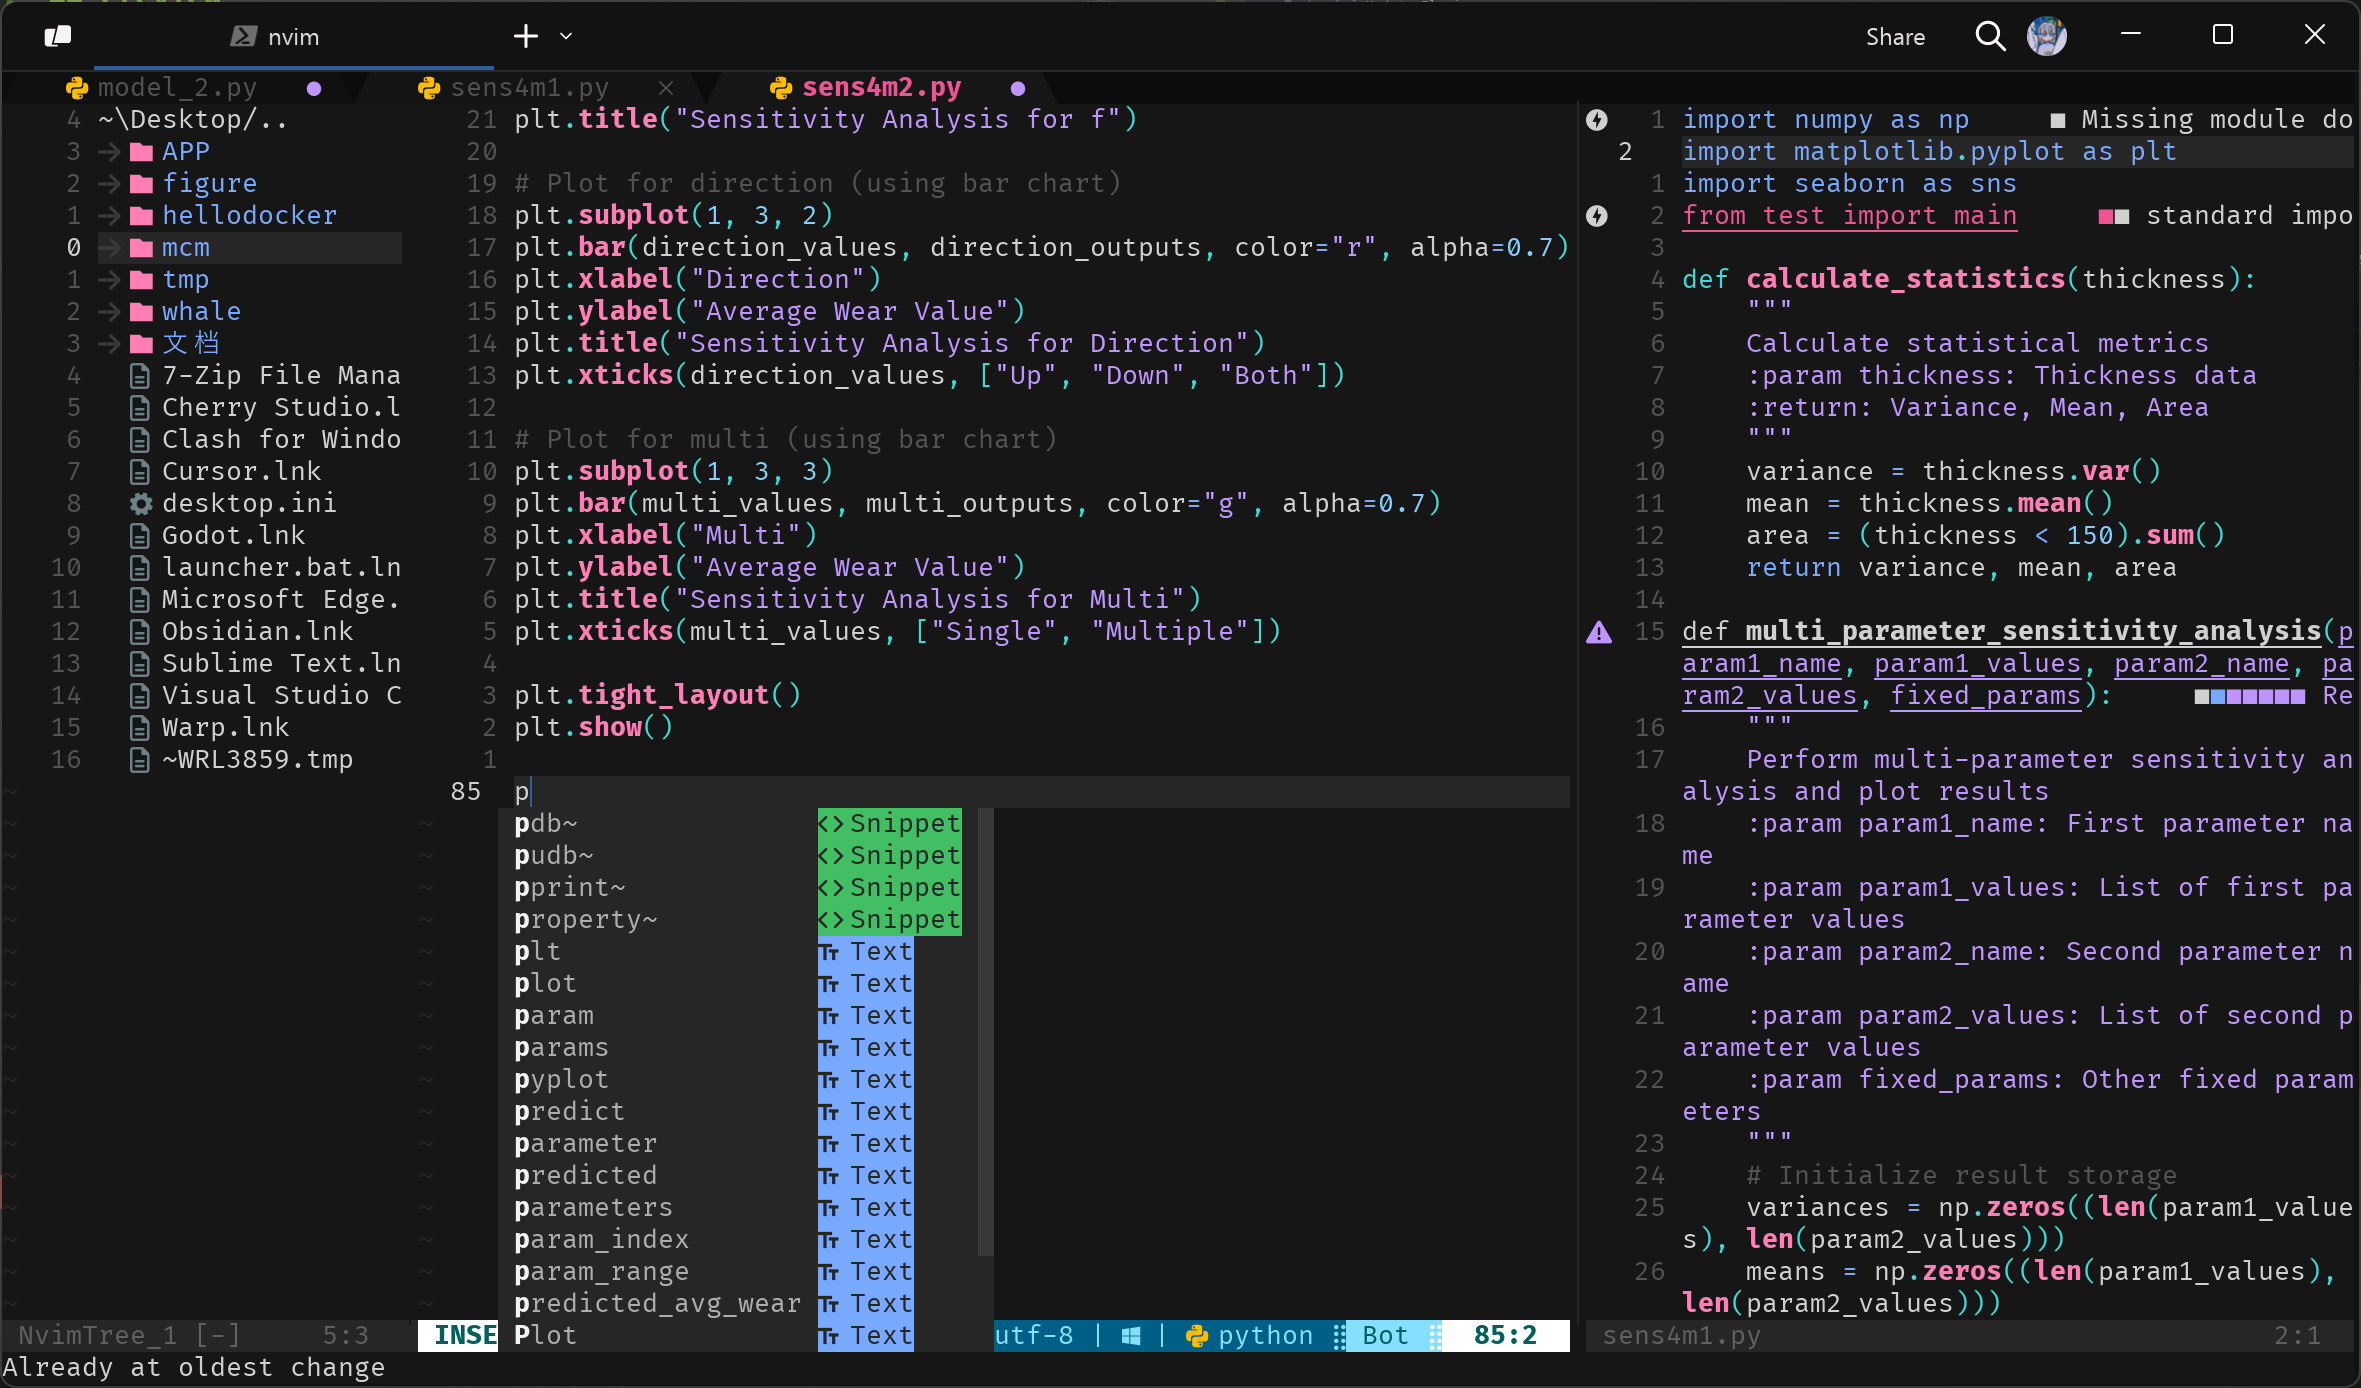 nvim
Share
model_2.py
sens4m1.py
sens4m2.py
4 ~\Desktop/..
3 APP
2 figure
1 hellodocker
0 mcm
1 tmp
2 whale
3 文档
4 7-Zip File Mana
5 Cherry Studio.l
6 Clash for Windo
7 Cursor.lnk
8 desktop.ini
9 Godot.lnk
10 launcher.bat.ln
11 Microsoft Edge.
12 Obsidian.lnk
13 Sublime Text.ln
14 Visual Studio C
15 Warp.lnk
16 ~WRL3859.tmp
21 plt.title("Sensitivity Analysis for f")
20
19 # Plot for direction (using bar chart)
18 plt.subplot(1, 3, 2)
17 plt.bar(direction_values, direction_outputs, color="r", alpha=0.7)
16 plt.xlabel("Direction")
15 plt.ylabel("Average Wear Value")
14 plt.title("Sensitivity Analysis for Direction")
13 plt.xticks(direction_values, ["Up", "Down", "Both"])
12
11 # Plot for multi (using bar chart)
10 plt.subplot(1, 3, 3)
9 plt.bar(multi_values, multi_outputs, color="g", alpha=0.7)
8 plt.xlabel("Multi")
7 plt.ylabel("Average Wear Value")
6 plt.title("Sensitivity Analysis for Multi")
5 plt.xticks(multi_values, ["Single", "Multiple"])
4
3 plt.tight_layout()
2 plt.show()
1
85 p
pdb~ <> Snippet
pudb~ <> Snippet
pprint~ <> Snippet
property~ <> Snippet
plt Text
plot Text
param Text
params Text
pyplot Text
predict Text
parameter Text
predicted Text
parameters Text
param_index Text
param_range Text
predicted_avg_wear Text
Plot Text
1 import numpy as np ■ Missing module do
2 import matplotlib.pyplot as plt
1 import seaborn as sns
2 from test import main ■■ standard impo
3
4 def calculate_statistics(thickness):
5 """
6 Calculate statistical metrics
7 :param thickness: Thickness data
8 :return: Variance, Mean, Area
9 """
10 variance = thickness.var()
11 mean = thickness.mean()
12 area = (thickness < 150).sum()
13 return variance, mean, area
14
15 def multi_parameter_sensitivity_analysis(p
aram1_name, param1_values, param2_name, pa
ram2_values, fixed_params): ■■■■■■■ Re
16 """
17 Perform multi-parameter sensitivity an
alysis and plot results
18 :param param1_name: First parameter na
me
19 :param param1_values: List of first pa
rameter values
20 :param param2_name: Second parameter n
ame
21 :param param2_values: List of second p
arameter values
22 :param fixed_params: Other fixed param
eters
23 """
24 # Initialize result storage
25 variances = np.zeros((len(param1_value
s), len(param2_values)))
26 means = np.zeros((len(param1_values),
len(param2_values)))
NvimTree_1 [-] 5:3
INSE
utf-8 | | python Bot 85:2
sens4m1.py 2:1
Already at oldest change